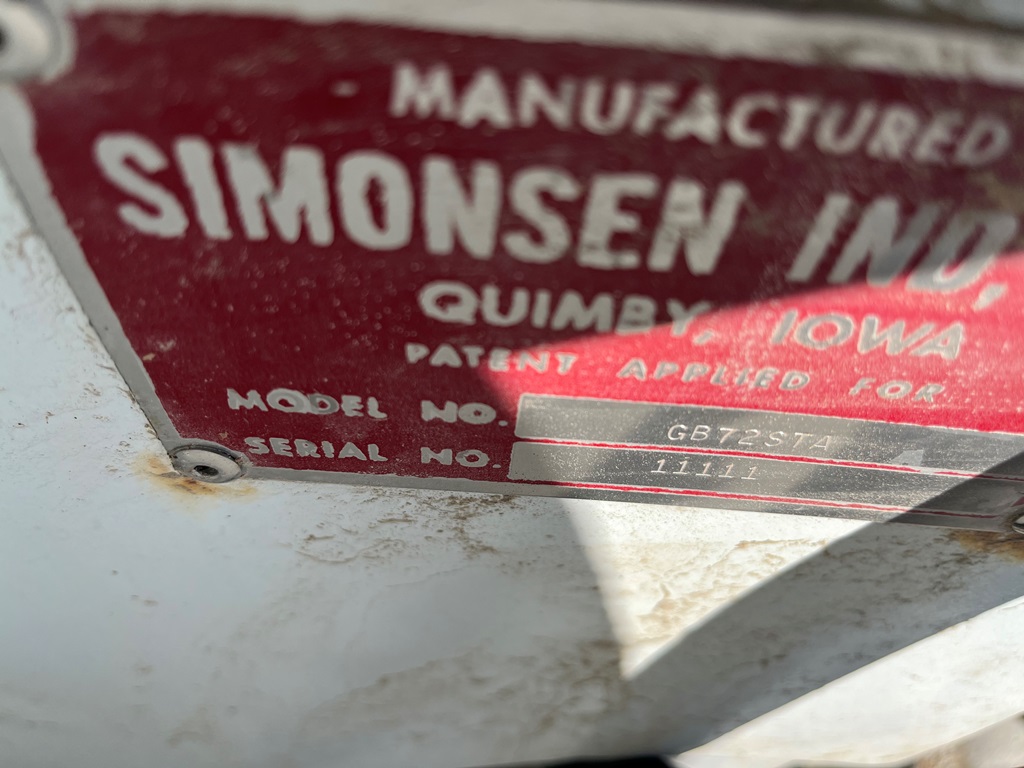 MANUFACTURED
SIMONSEN IND,
QUIMBY, IOWA
PATENT APPLIED FOR
MODEL NO. GB72STA
SERIAL NO. 11111